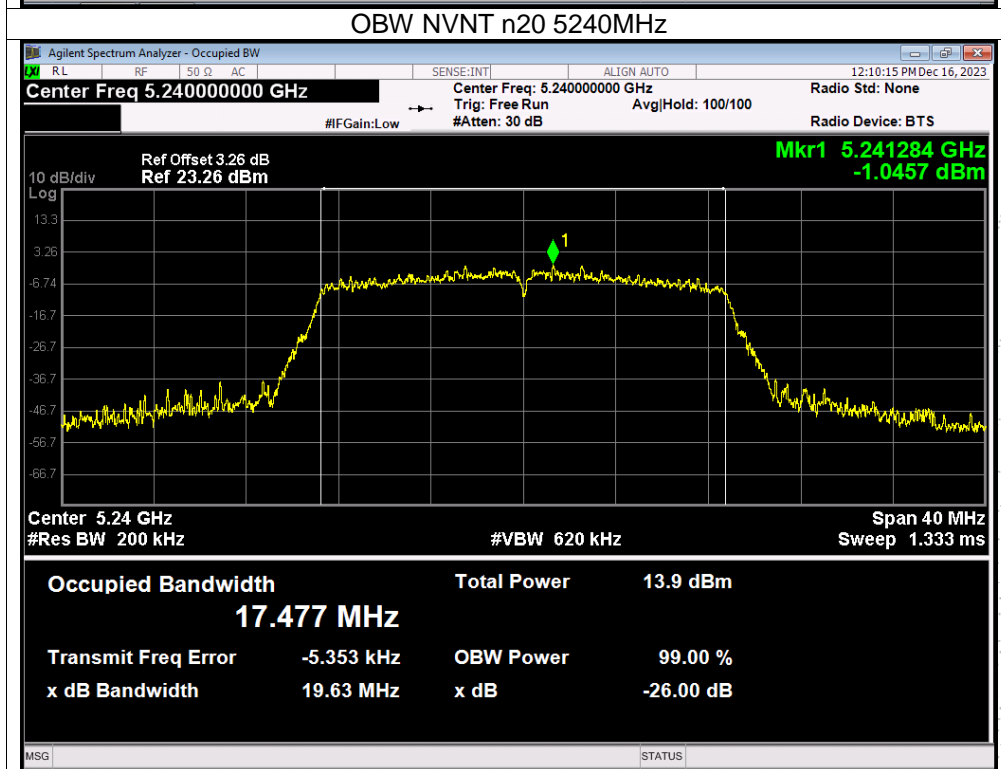 OBW NVNT n20 5240MHz
Agilent Spectrum Analyzer - Occupied BW
LXI RL RF 50 Ω AC SENSE:INT ALIGN AUTO 12:10:15 PM Dec 16, 2023
Center Freq 5.240000000 GHz Center Freq: 5.240000000 GHz Radio Std: None
Trig: Free Run Avg|Hold: 100/100
#IFGain:Low #Atten: 30 dB Radio Device: BTS
Ref Offset 3.26 dB Mkr1 5.241284 GHz
10 dB/div Ref 23.26 dBm -1.0457 dBm
Log
13.3
1
3.26
-6.74
-16.7
-26.7
-36.7
-46.7
-56.7
-66.7
Center 5.24 GHz Span 40 MHz
#Res BW 200 kHz #VBW 620 kHz Sweep 1.333 ms
Occupied Bandwidth Total Power 13.9 dBm
17.477 MHz
Transmit Freq Error -5.353 kHz OBW Power 99.00 %
x dB Bandwidth 19.63 MHz x dB -26.00 dB
MSG STATUS